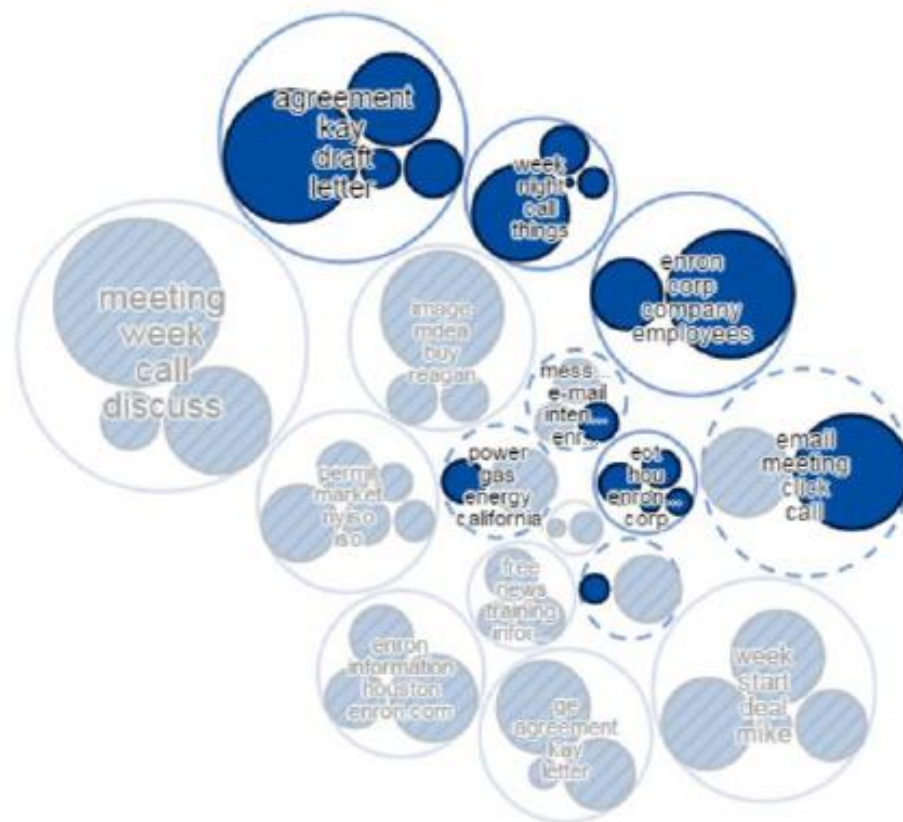 agreement
kay
draft
letter
week
night
call
things
enron
corp
company
employees
meeting
week
call
discuss
image
mdea
buy
reagan
mess...
e-mail
inten...
enr...
email
meeting
click
call
power
gas
energy
california
ect
hou
enron...
corp
permit
market
nyiso
iso
free
news
training
infor
enron
information
houston
enron.com
ge
agreement
kay
letter
week
start
deal
mike